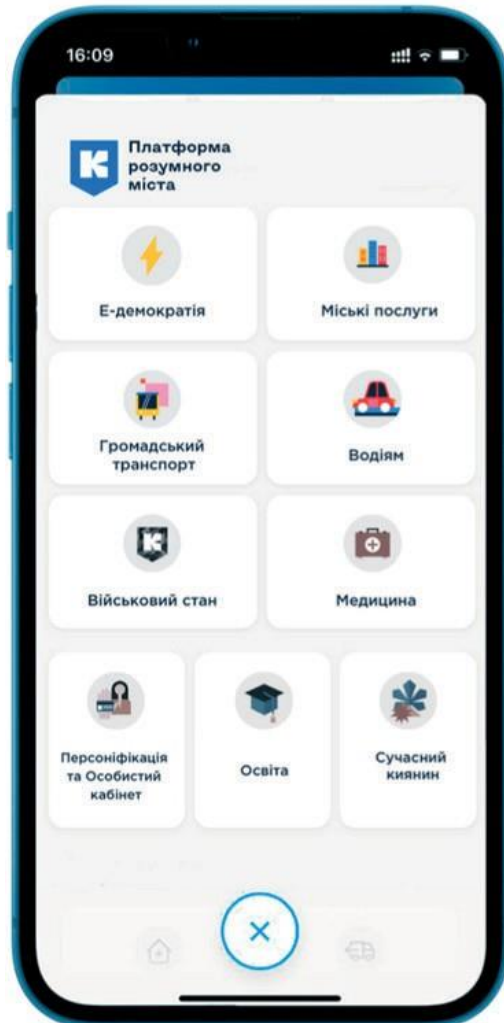 16:09
Платформа
розумного
міста
Е-демократія
Міські послуги
Громадський
транспорт
Водіям
Військовий стан
Медицина
Персоніфікація
та Особистий
кабінет
Освіта
Сучасний
киянин